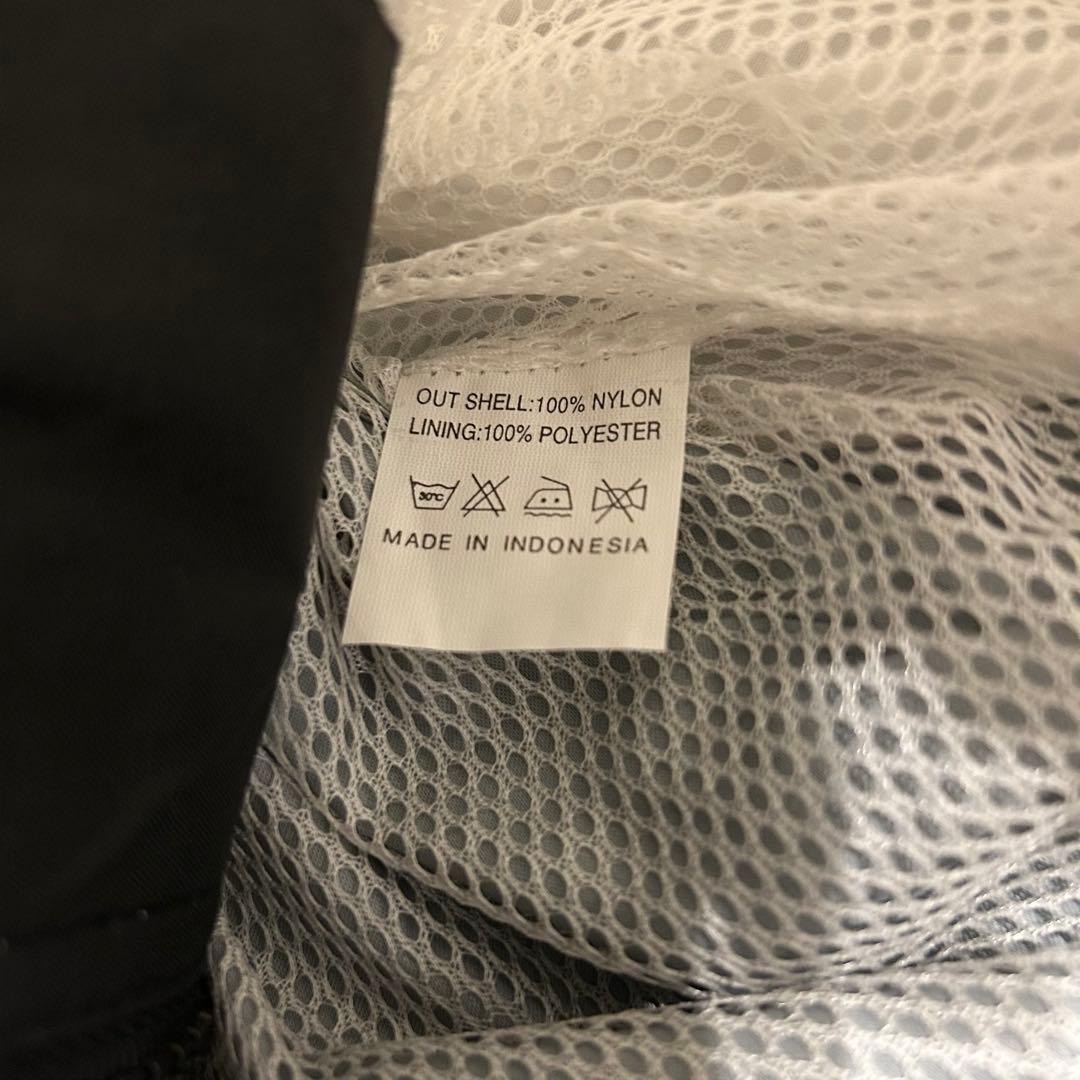 OUT SHELL:100% NYLON
LINING:100% POLYESTER
30°C
MADE IN INDONESIA